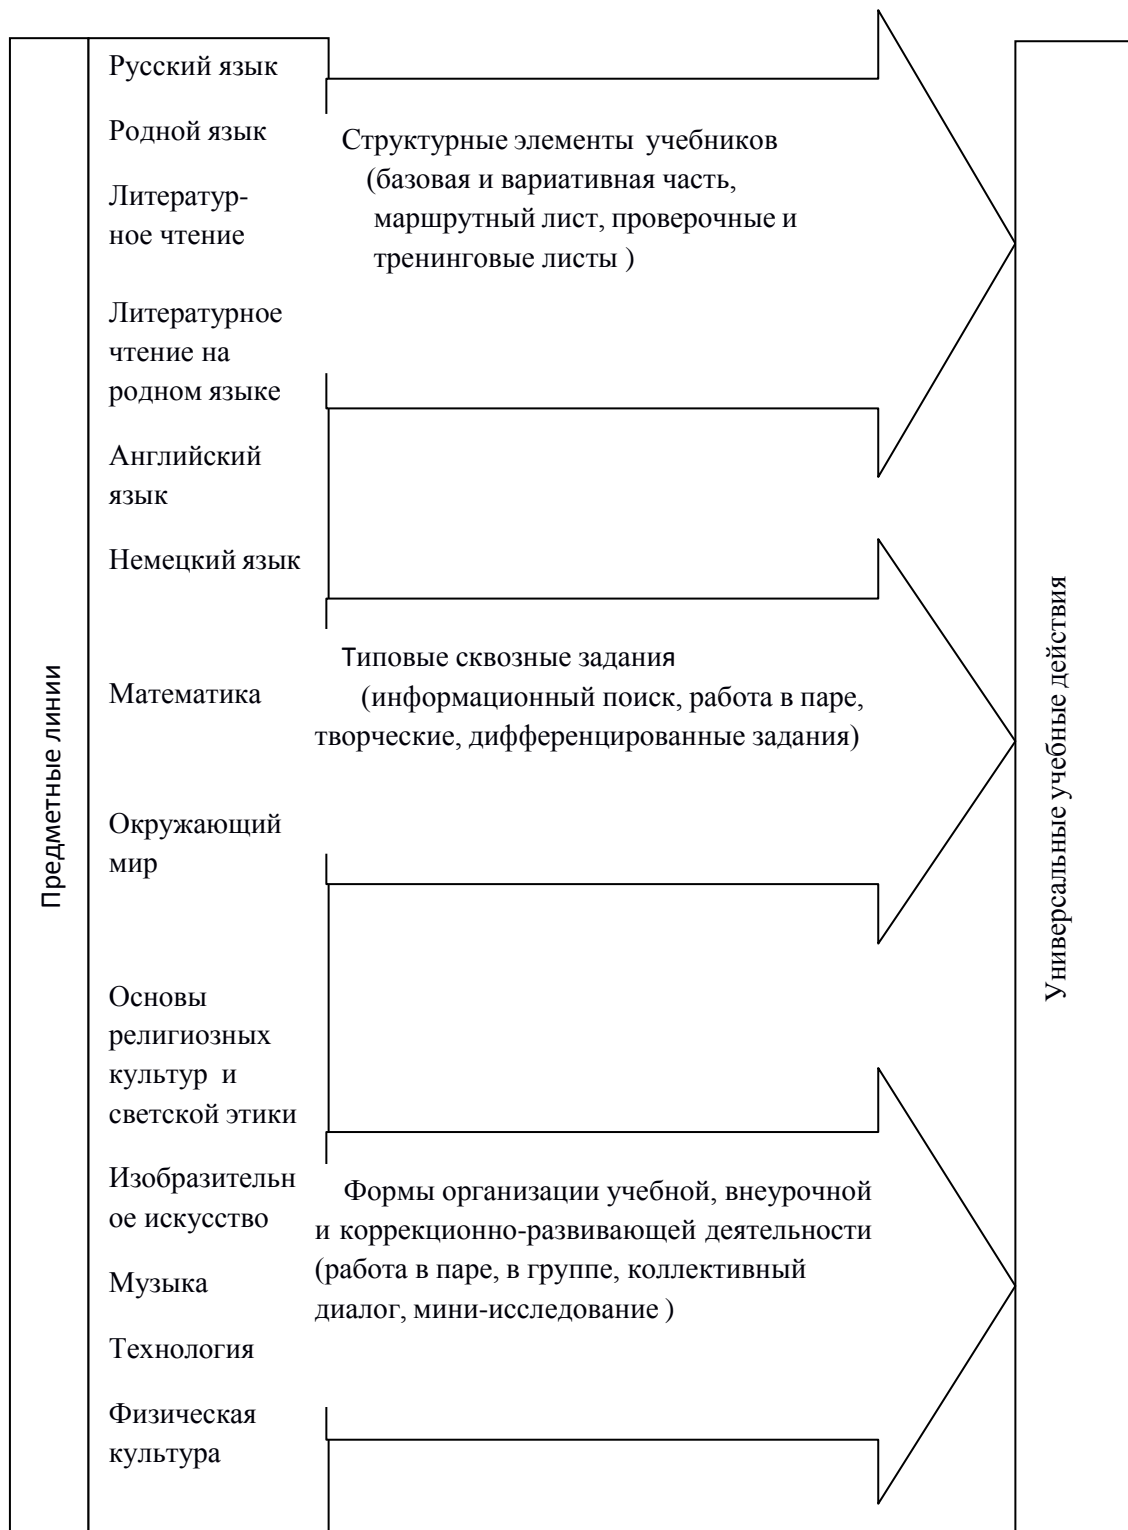 Предметные линии
Русский язык
Родной язык
Литератур-
ное чтение
Литературное
чтение на
родном языке
Английский
язык
Немецкий язык
Математика
Окружающий
мир
Основы
религиозных
культур и
светской этики
Изобразительн
ое искусство
Музыка
Технология
Физическая
культура
Структурные элементы учебников
(базовая и вариативная часть,
маршрутный лист, проверочные и
тренинговые листы )
Типовые сквозные задания
(информационный поиск, работа в паре,
творческие, дифференцированные задания)
Формы организации учебной, внеурочной
и коррекционно-развивающей деятельности
(работа в паре, в группе, коллективный
диалог, мини-исследование )
Универсальные учебные действия